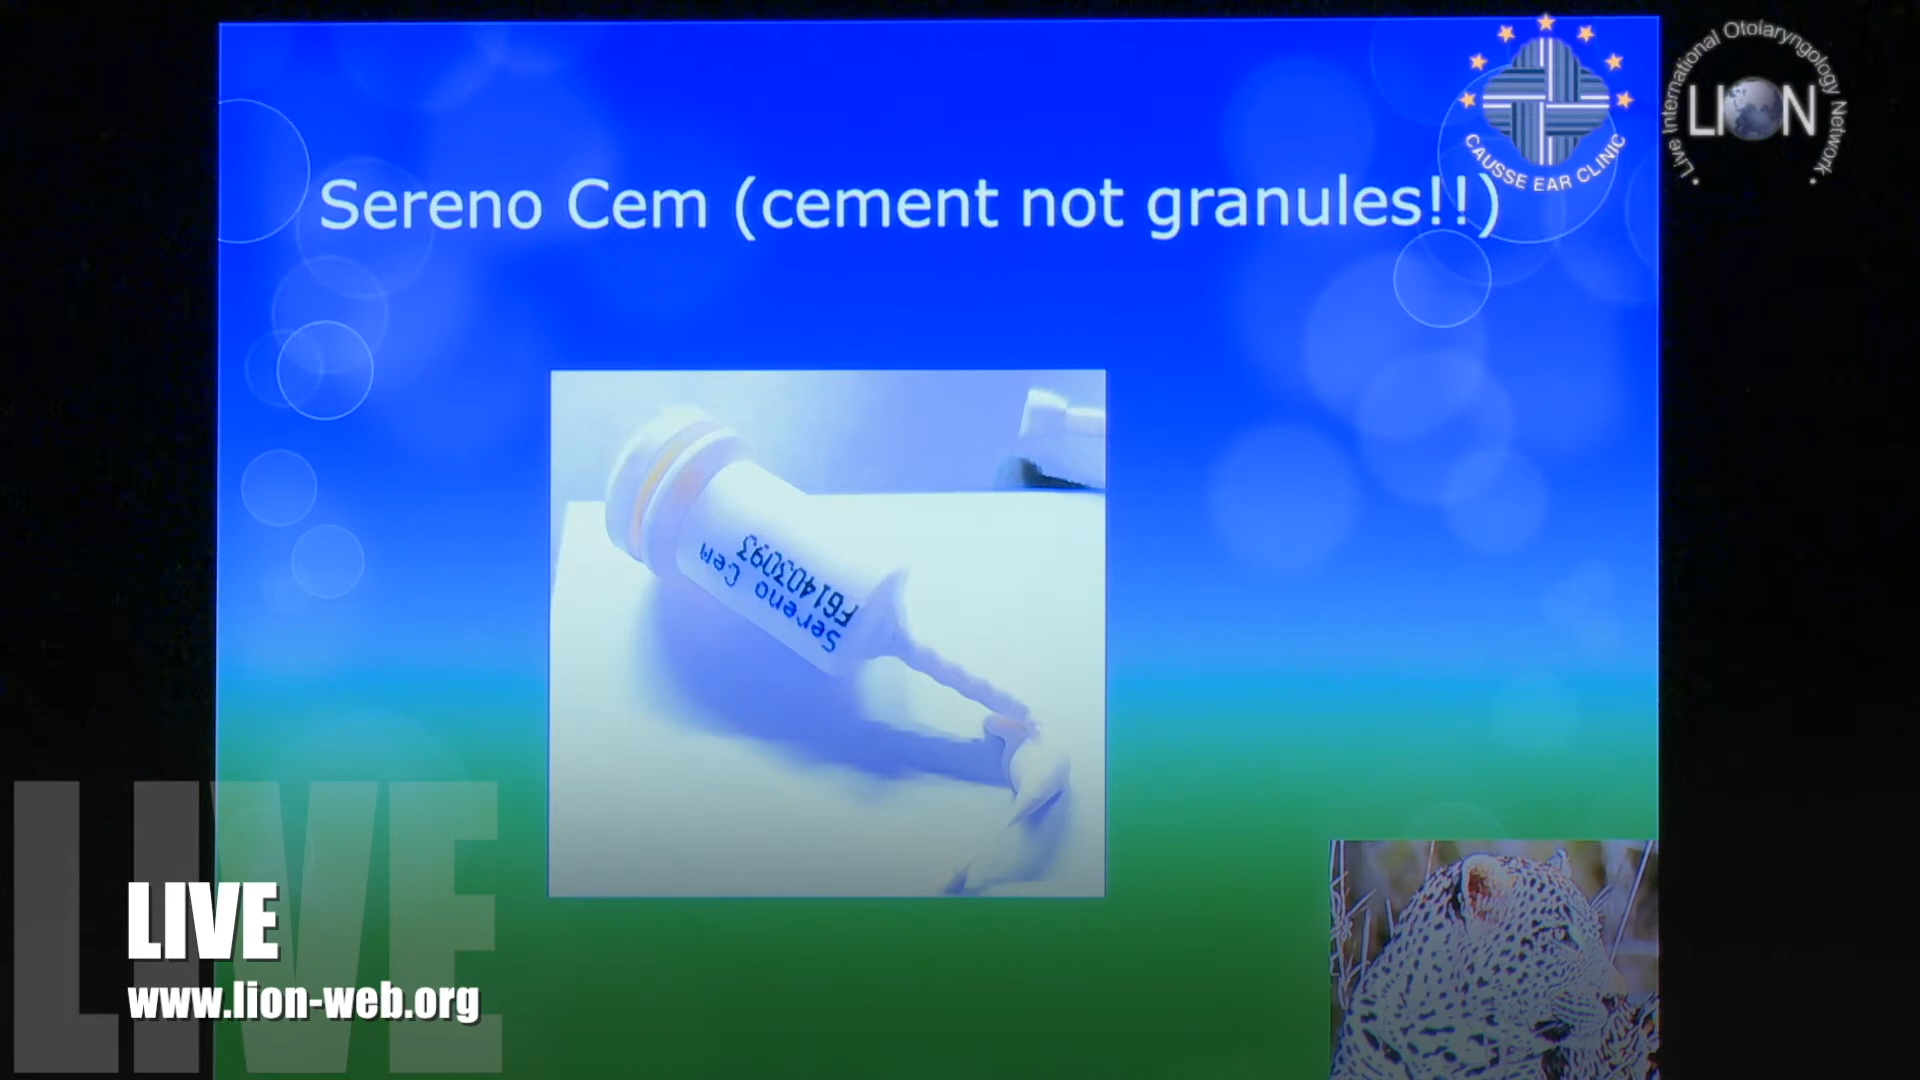 Sereno Cem (cement not granules!!)
CAUSSE EAR CLINIC
• Live International Otolaryngology Network •
LION
Sereno Cem
F61403093
LIVE
LIVE
www.lion-web.org